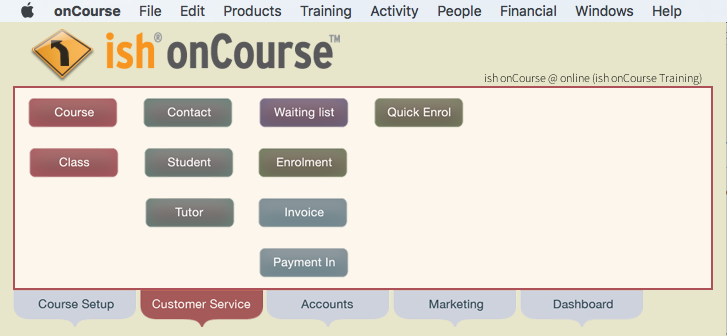 onCourse File Edit Products Training Activity People Financial Windows Help
ish® onCourse™
ish onCourse @ online (ish onCourse Training)
Course Contact Waiting list Quick Enrol
Class Student Enrolment
Tutor Invoice
Payment In
Course Setup Customer Service Accounts Marketing Dashboard